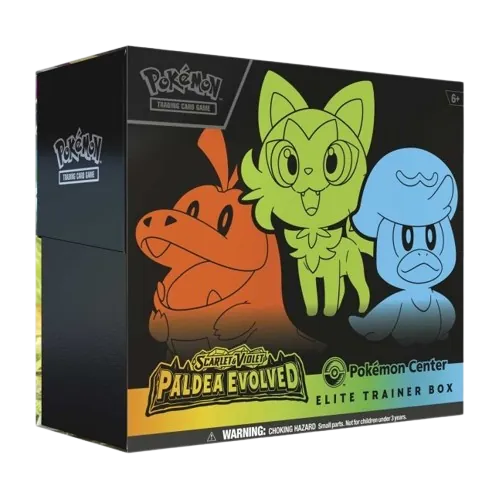 POKéMON
TRADING CARD GAME
6+
POKéMON
TRADING CARD GAME
SCARLET & VIOLET
PALDEA EVOLVED
Pokémon Center
ELITE TRAINER BOX
WARNING: CHOKING HAZARD Small parts. Not for children under 3 years.